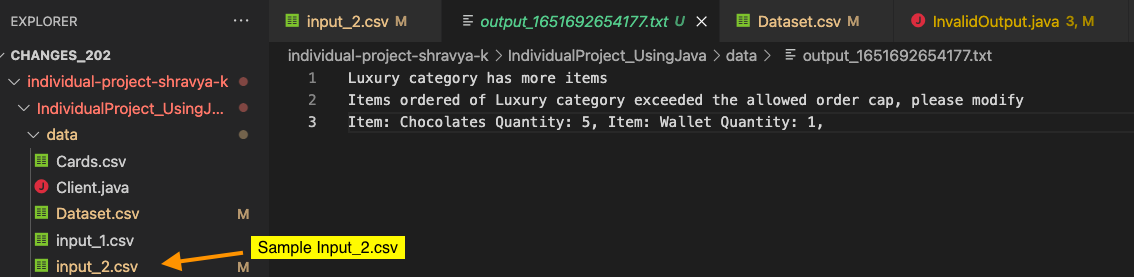 EXPLORER ...
input_2.csv M
output_1651692654177.txt U
Dataset.csv M
InvalidOutput.java 3, M
CHANGES_202
individual-project-shravya-k > IndividualProject_UsingJava > data > output_1651692654177.txt
individual-project-shravya-k
IndividualProject_UsingJ...
data
Cards.csv
Client.java
Dataset.csv M
input_1.csv
input_2.csv M
1 Luxury category has more items
2 Items ordered of Luxury category exceeded the allowed order cap, please modify
3 Item: Chocolates Quantity: 5, Item: Wallet Quantity: 1,
Sample Input_2.csv